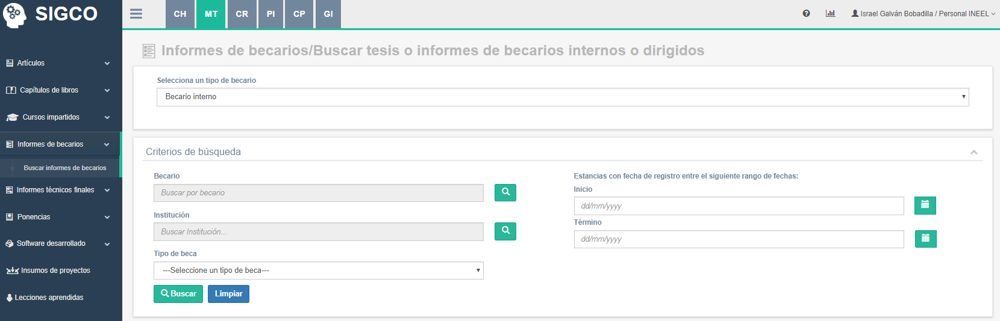 SIGCO
CH MT CR PI CP GI
Israel Galván Bobadilla / Personal INEEL
Artículos
Capítulos de libros
Cursos impartidos
Informes de becarios
Buscar informes de becarios
Informes técnicos finales
Ponencias
Software desarrollado
Insumos de proyectos
Lecciones aprendidas
Informes de becarios/Buscar tesis o informes de becarios internos o dirigidos
Selecciona un tipo de becario
Becario interno
Criterios de búsqueda
Becario
Buscar por becario
Institución
Buscar Institución...
Tipo de beca
---Seleccione un tipo de beca---
Buscar Limpiar
Estancias con fecha de registro entre el siguiente rango de fechas:
Inicio
dd/mm/yyyy
Término
dd/mm/yyyy